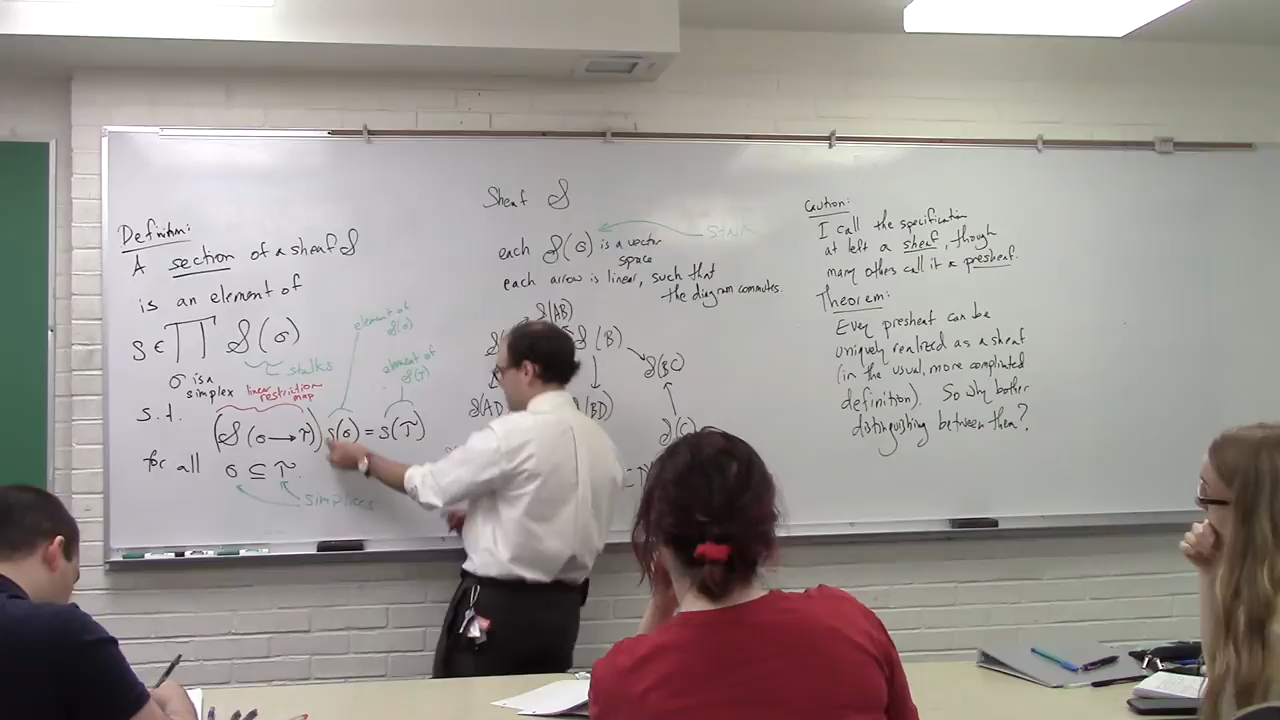 Definition:
A section of a sheaf 𝒮
is an element of
s ∈ ∏ 𝒮(σ)
σ is a
simplex
stalks
linear
restriction
map
element of
𝒮(σ)
element of
𝒮(τ)
s.t.
(𝒮(σ→τ)) s(σ) = s(τ)
for all σ ⊆ τ.
simplices
Sheaf 𝒮
each 𝒮(σ) is a vector
space
stalk
each arrow is linear, such that
the diagram commutes.
𝒮(AB)
𝒮(B)
𝒮(BC)
𝒮(AD
(BD)
𝒮(C)
Caution:
I call the specification
at left a sheaf, though
many others call it a presheaf.
Theorem:
Every presheaf can be
uniquely realized as a sheaf
(in the usual, more complicated
definition). So why bother
distinguishing between them?